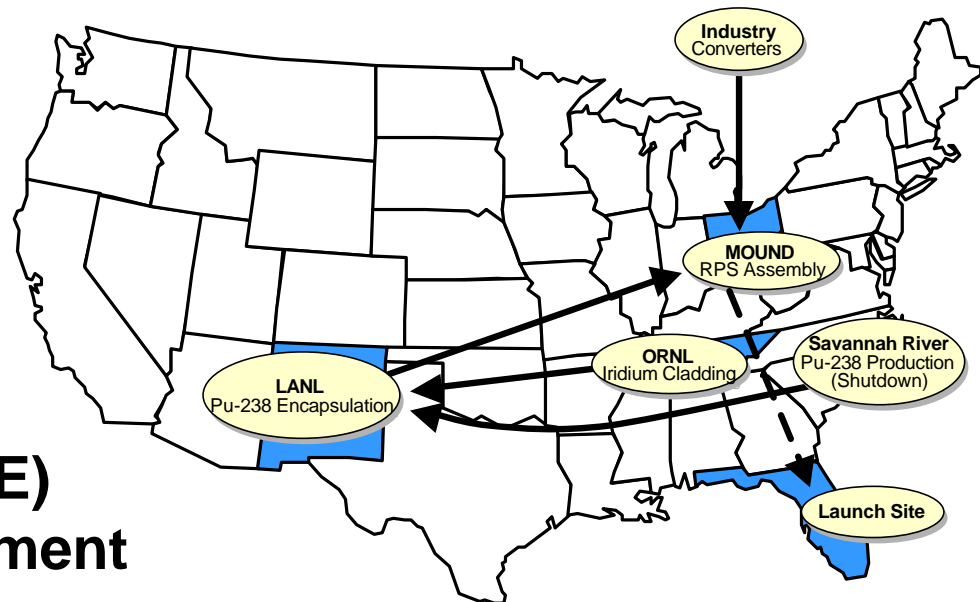 Industry
Converters
MOUND
RPS Assembly
ORNL
Iridium Cladding
Savannah River
Pu-238 Production
(Shutdown)
LANL
Pu-238 Encapsulation
Launch Site
E)
ment